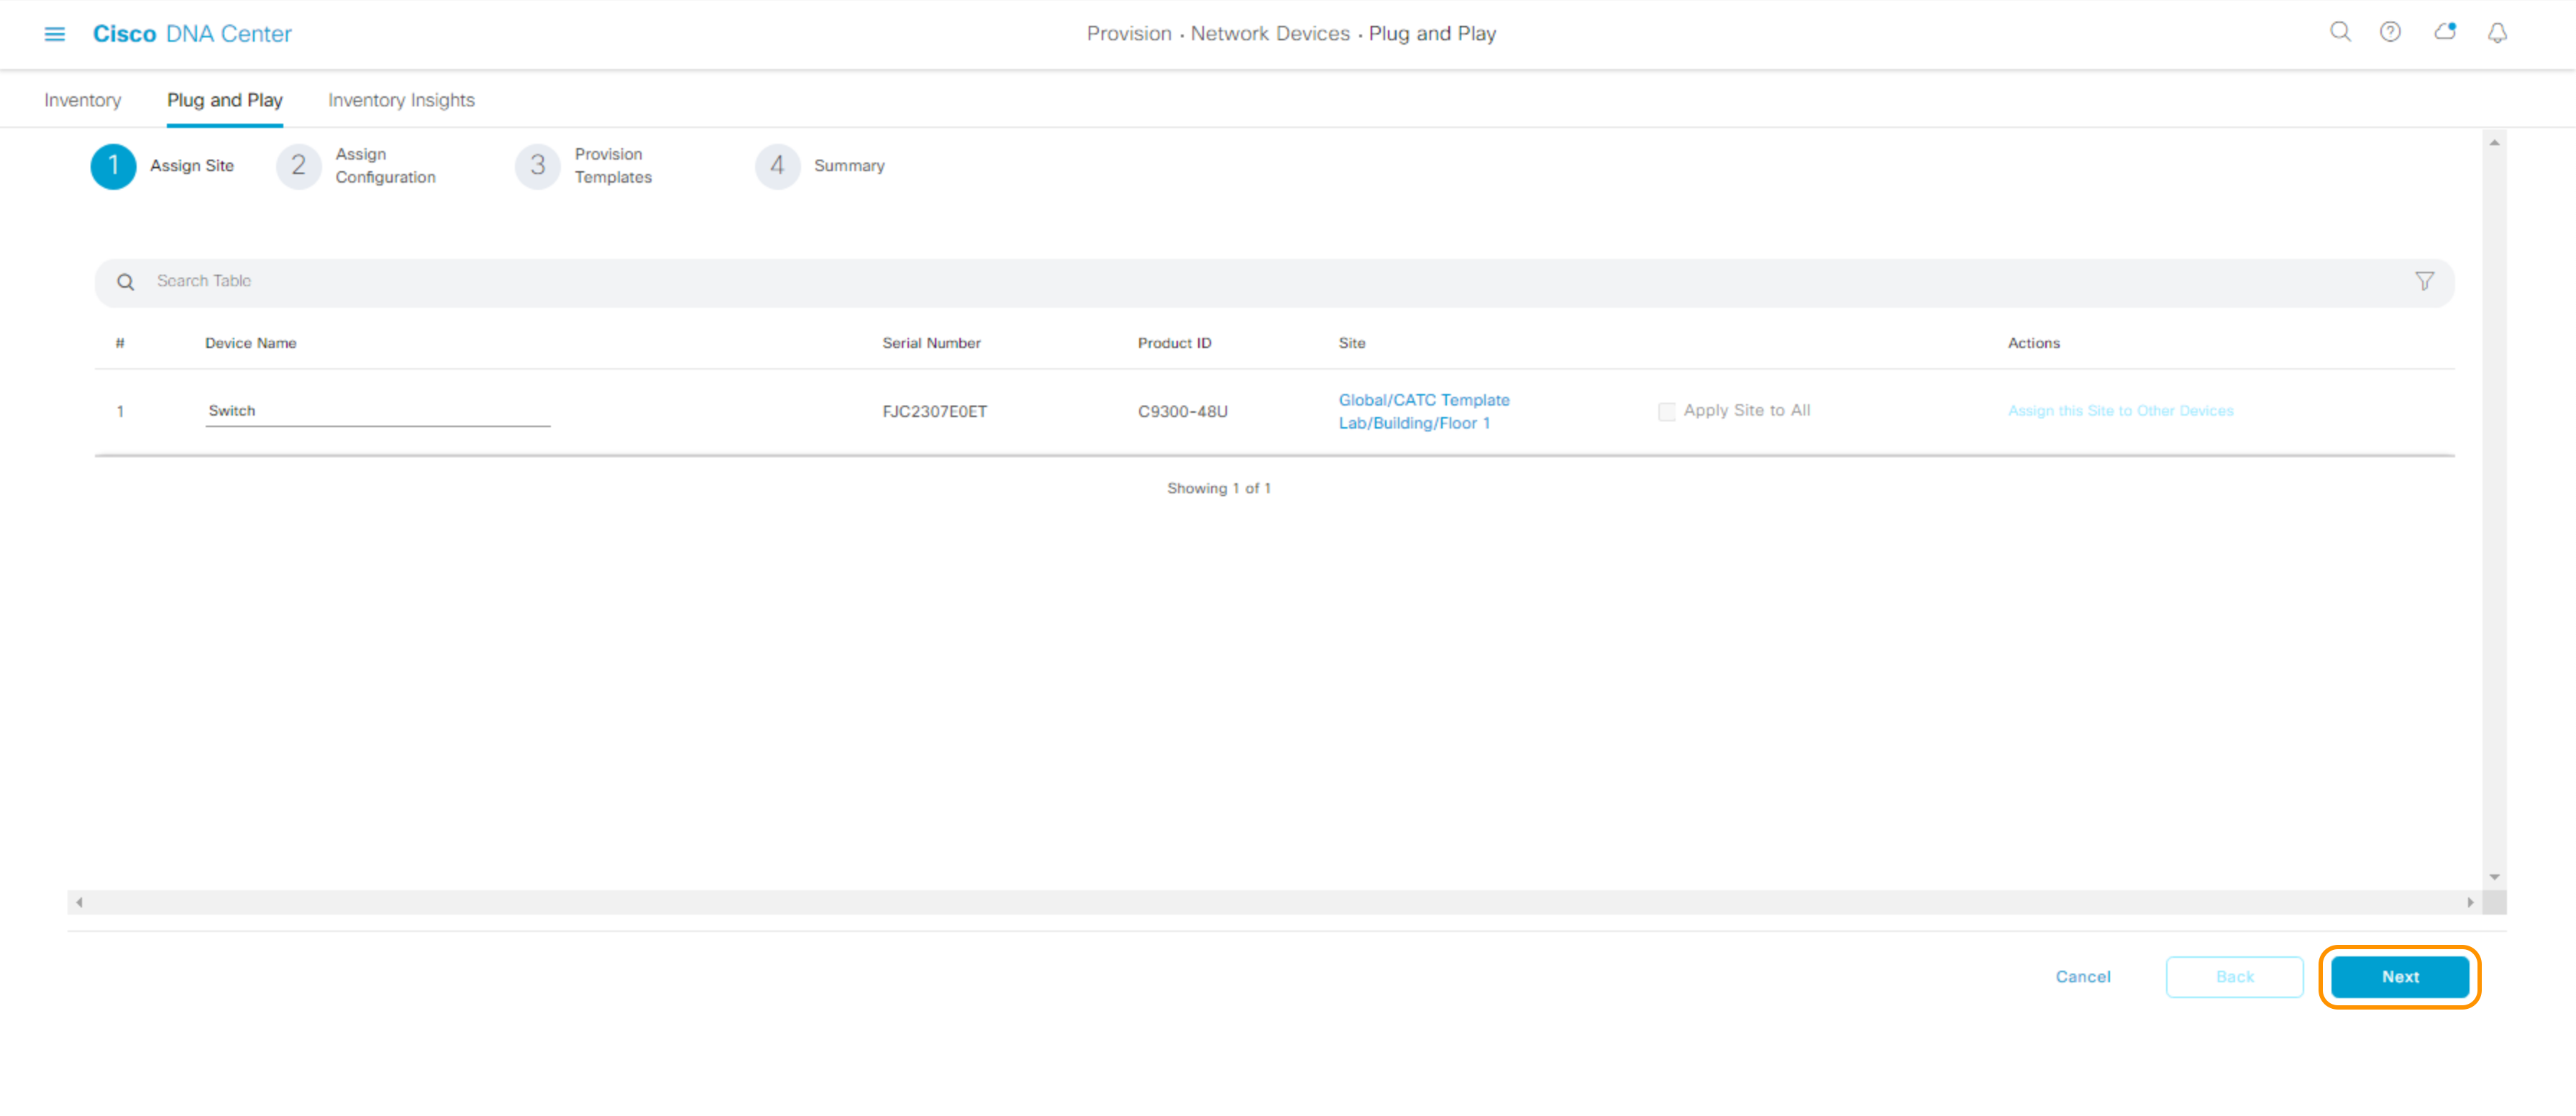 Cisco DNA Center
Provision · Network Devices · Plug and Play
Inventory
Plug and Play
Inventory Insights
1 Assign Site
2 Assign
Configuration
3 Provision
Templates
4 Summary
Search Table
# Device Name Serial Number Product ID Site Actions
1 Switch FJC2307E0ET C9300-48U Global/CATC Template
Lab/Building/Floor 1
Apply Site to All
Assign this Site to Other Devices
Showing 1 of 1
Cancel
Back
Next